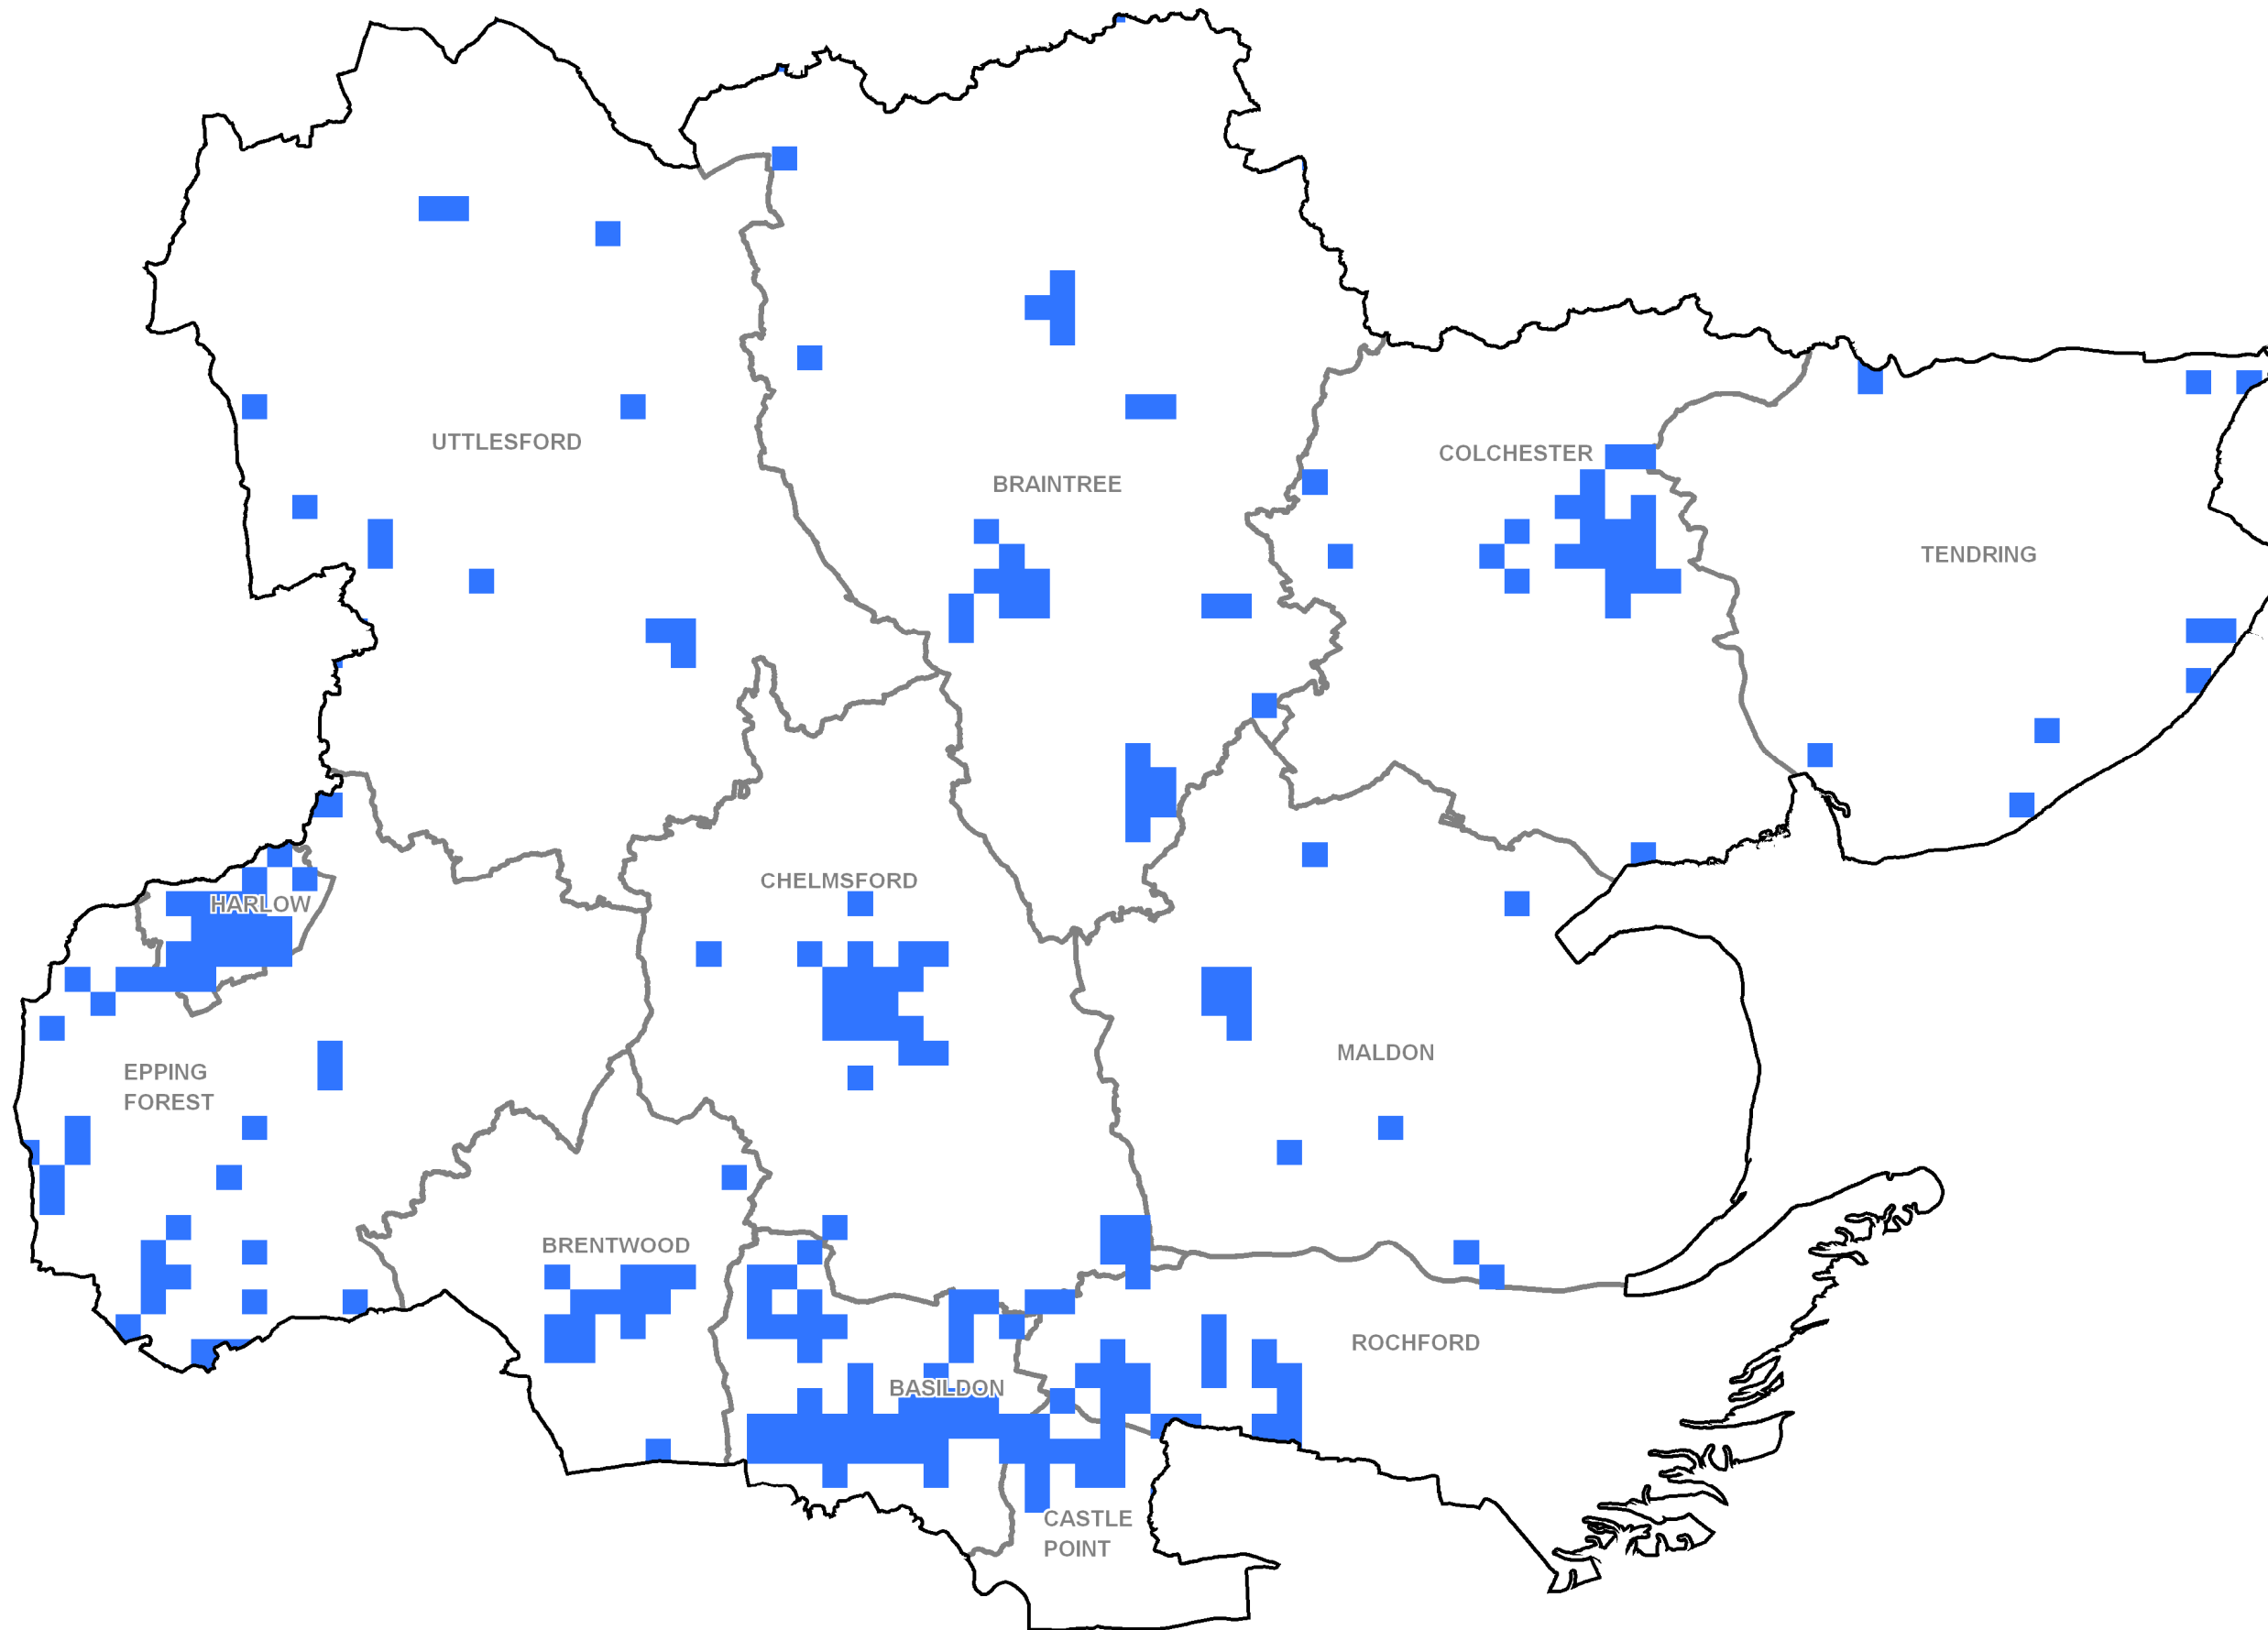 UTTLESFORD
COLCHESTER
BRAINTREE
TENDRING
CHELMSFORD
HARLOW
MALDON
EPPING
FOREST
BRENTWOOD
ROCHFORD
BASILDON
CASTLE
POINT